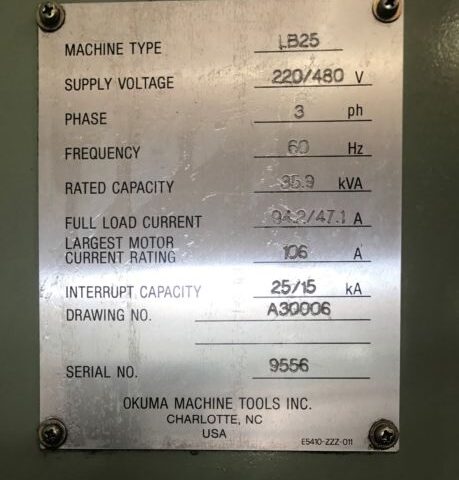 MACHINE TYPE LB25
SUPPLY VOLTAGE 220/480 V
PHASE 3 ph
FREQUENCY 60 Hz
RATED CAPACITY 35.9 kVA
FULL LOAD CURRENT 94.2/47.1 A
LARGEST MOTOR
CURRENT RATING 106 A
INTERRUPT CAPACITY 25/15 kA
DRAWING NO. A30006
SERIAL NO. 9556
OKUMA MACHINE TOOLS INC.
CHARLOTTE, NC
USA
E5410-ZZZ-011